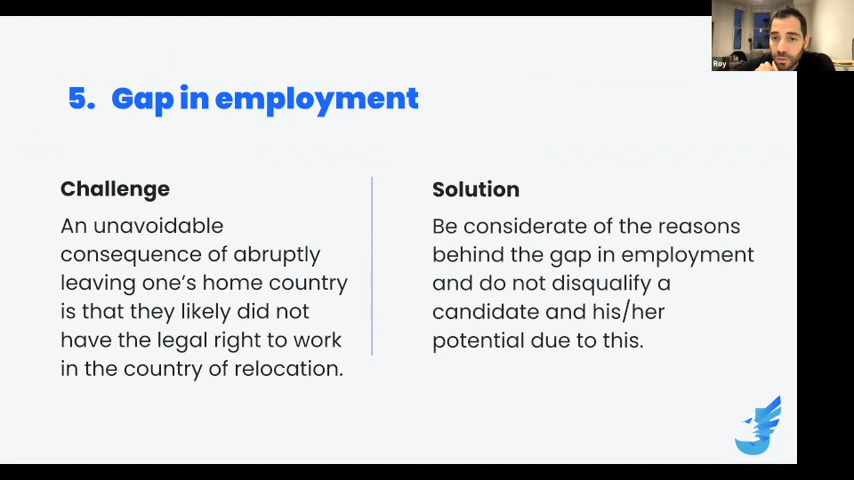 Roy
5. Gap in employment
Challenge
An unavoidable
consequence of abruptly
leaving one's home country
is that they likely did not
have the legal right to work
in the country of relocation.
Solution
Be considerate of the reasons
behind the gap in employment
and do not disqualify a
candidate and his/her
potential due to this.